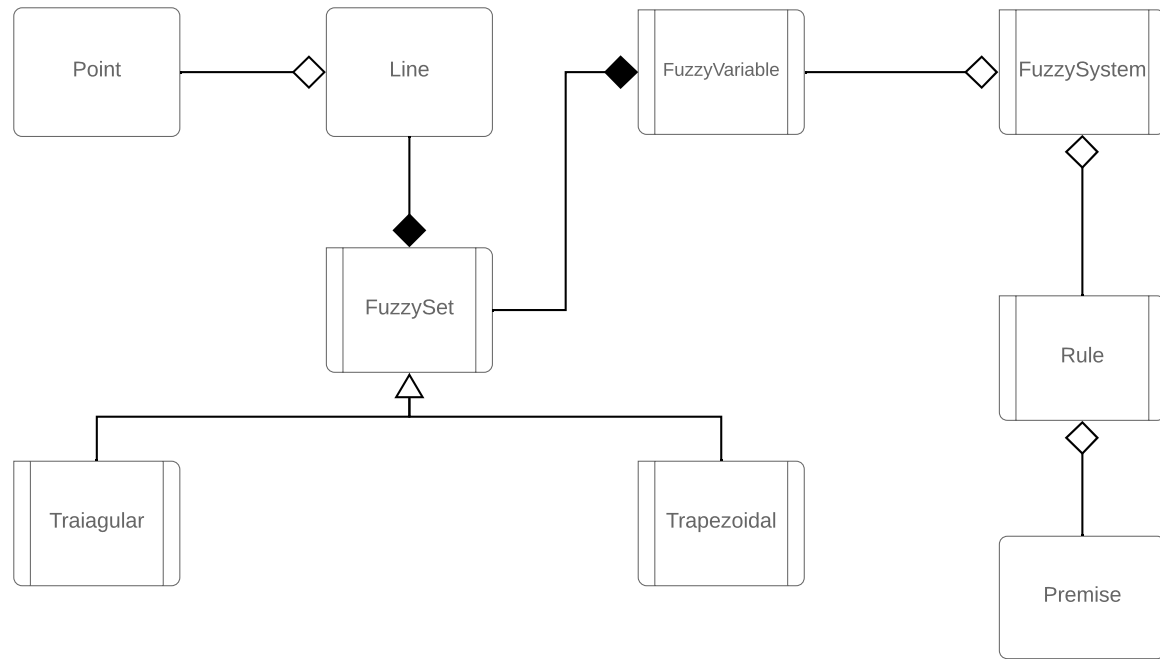 Point
Line
FuzzyVariable
FuzzySystem
FuzzySet
Rule
Traiagular
Trapezoidal
Premise